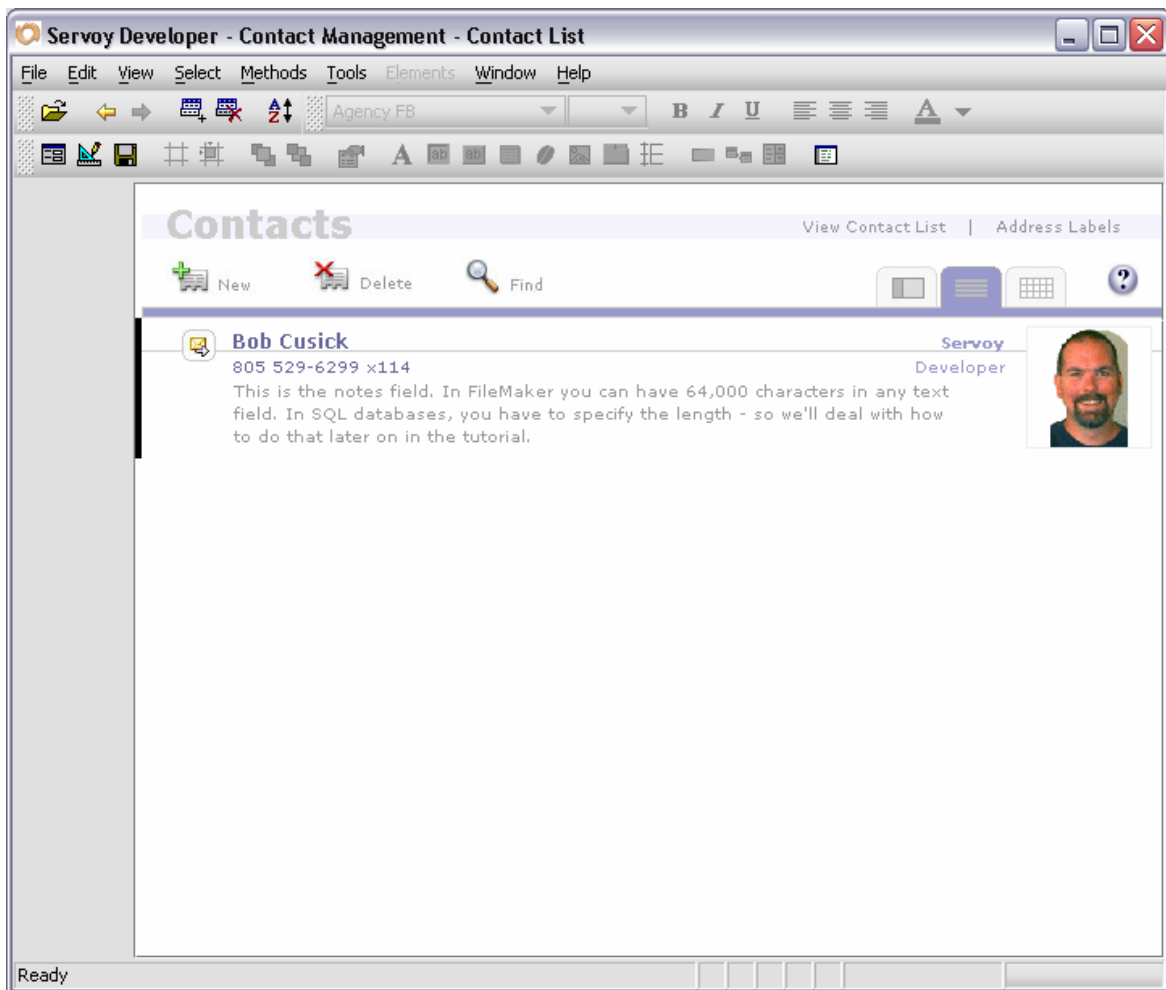 Servoy Developer - Contact Management - Contact List
File Edit View Select Methods Tools Elements Window Help
Agency FB
B I U A
A ab ab
Contacts
View Contact List | Address Labels
New Delete Find
?
Bob Cusick Servoy
805 529-6299 x114 Developer
This is the notes field. In FileMaker you can have 64,000 characters in any text
field. In SQL databases, you have to specify the length - so we'll deal with how
to do that later on in the tutorial.
Ready